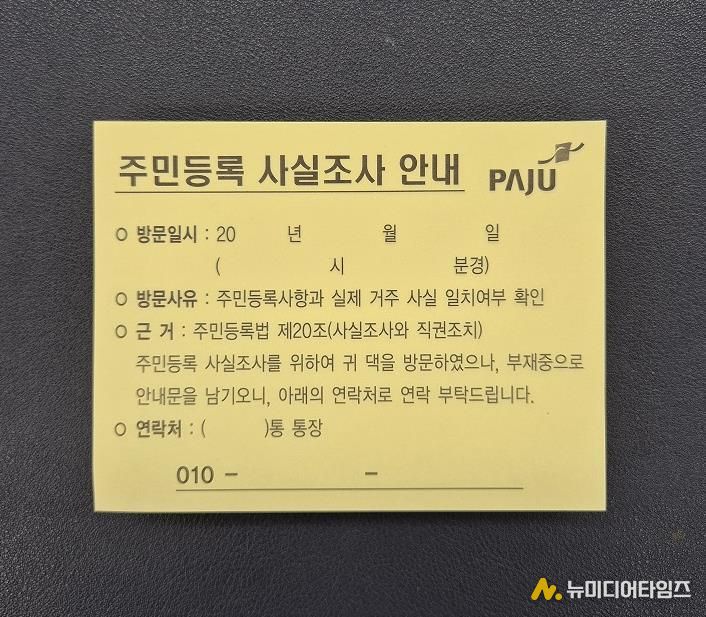 주민등록 사실조사 안내 PAJU
○ 방문일시 : 20 년 월 일
( 시 분경)
○ 방문사유 : 주민등록사항과 실제 거주 사실 일치여부 확인
○ 근 거 : 주민등록법 제20조(사실조사와 직권조치)
주민등록 사실조사를 위하여 귀 댁을 방문하였으나, 부재중으로
안내문을 남기오니, 아래의 연락처로 연락 부탁드립니다.
○ 연락처 : ( )통 통장
010 - -
뉴미디어타임즈